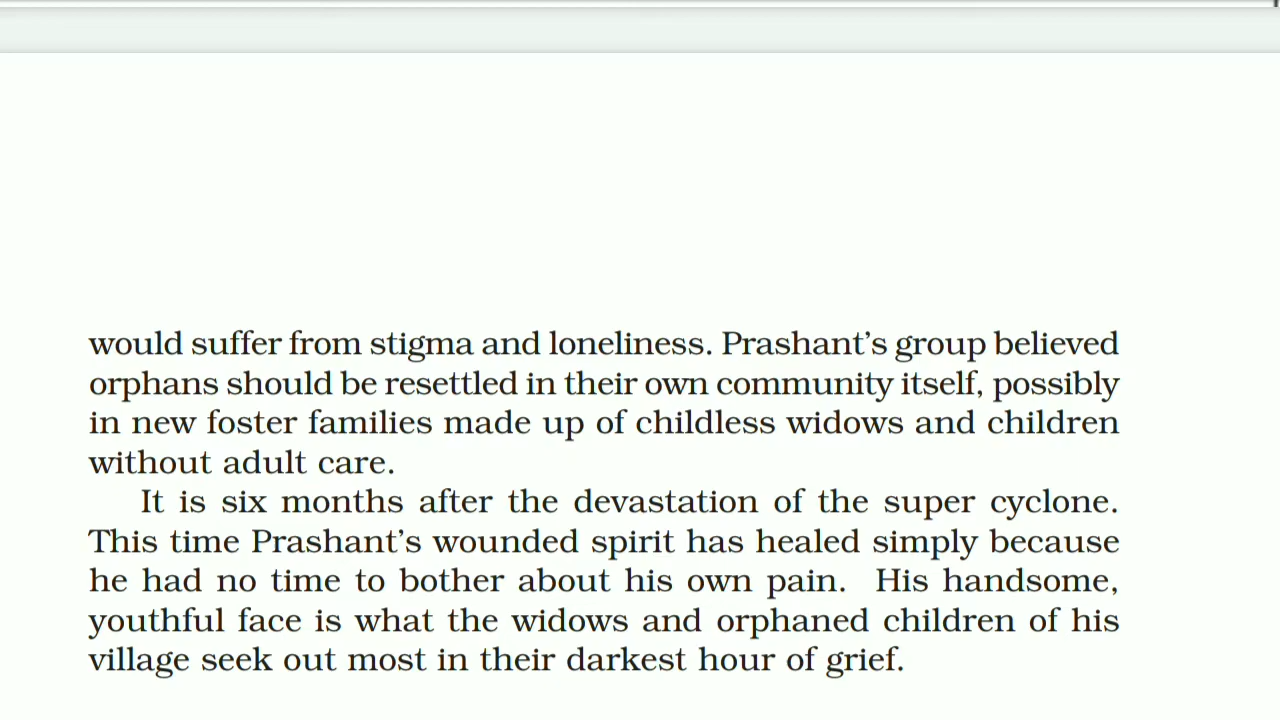 would suffer from stigma and loneliness. Prashant’s group believed
orphans should be resettled in their own community itself, possibly
in new foster families made up of childless widows and children
without adult care.
It is six months after the devastation of the super cyclone.
This time Prashant’s wounded spirit has healed simply because
he had no time to bother about his own pain. His handsome,
youthful face is what the widows and orphaned children of his
village seek out most in their darkest hour of grief.